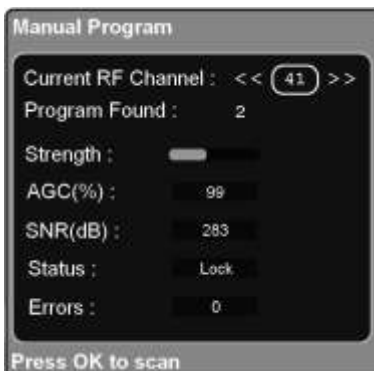 Manual Program
Current RF Channel : << 41 >>
Program Found : 2
Strength :
AGC(%) : 99
SNR(dB) : 283
Status : Lock
Errors : 0
Press OK to scan